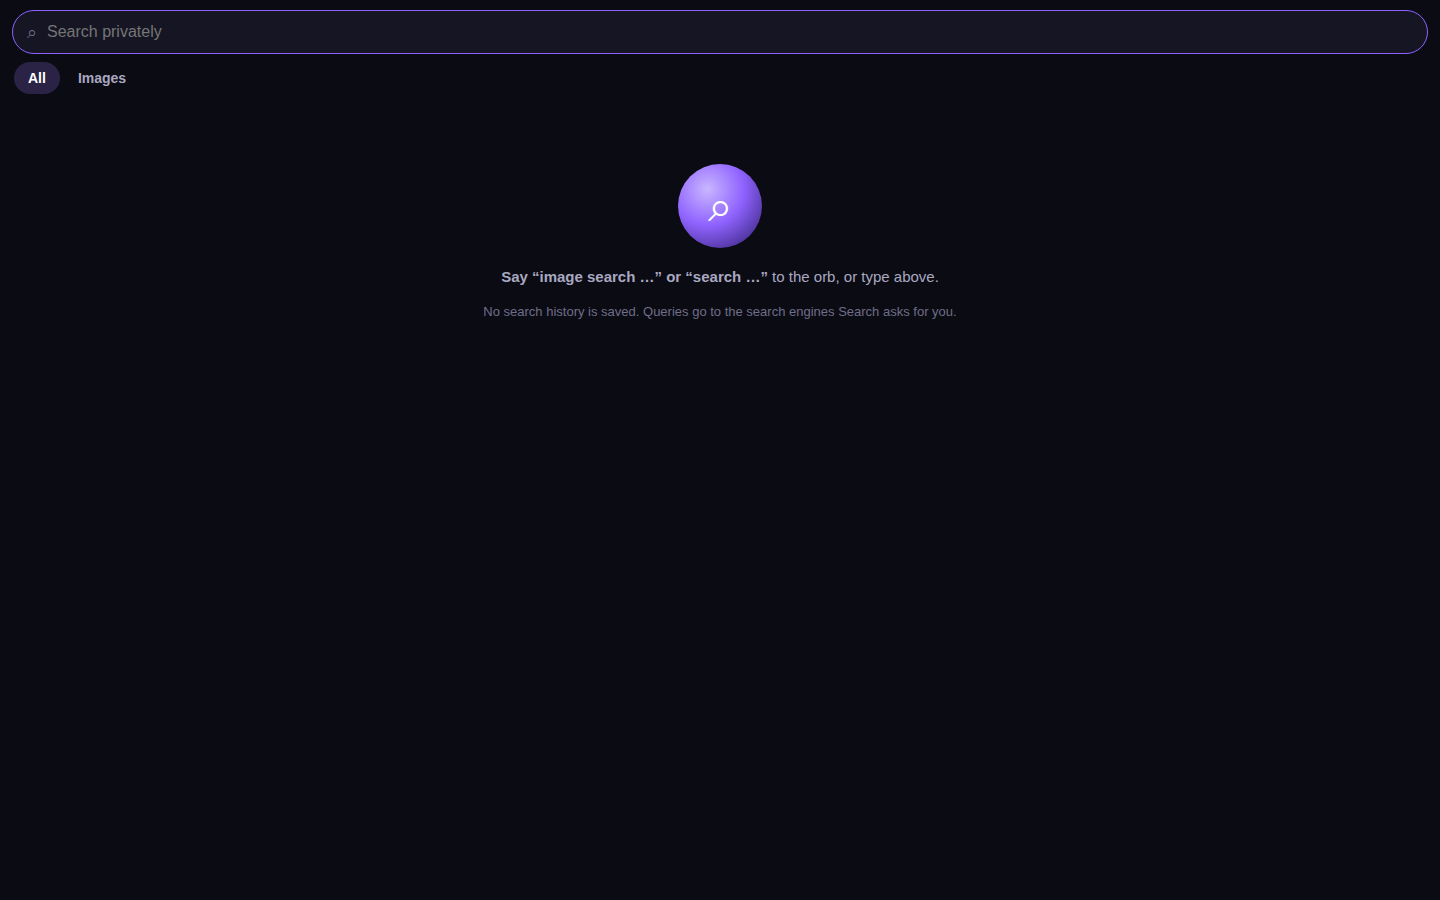 Search privately
All
Images
Say “image search …” or “search …” to the orb, or type above.
No search history is saved. Queries go to the search engines Search asks for you.